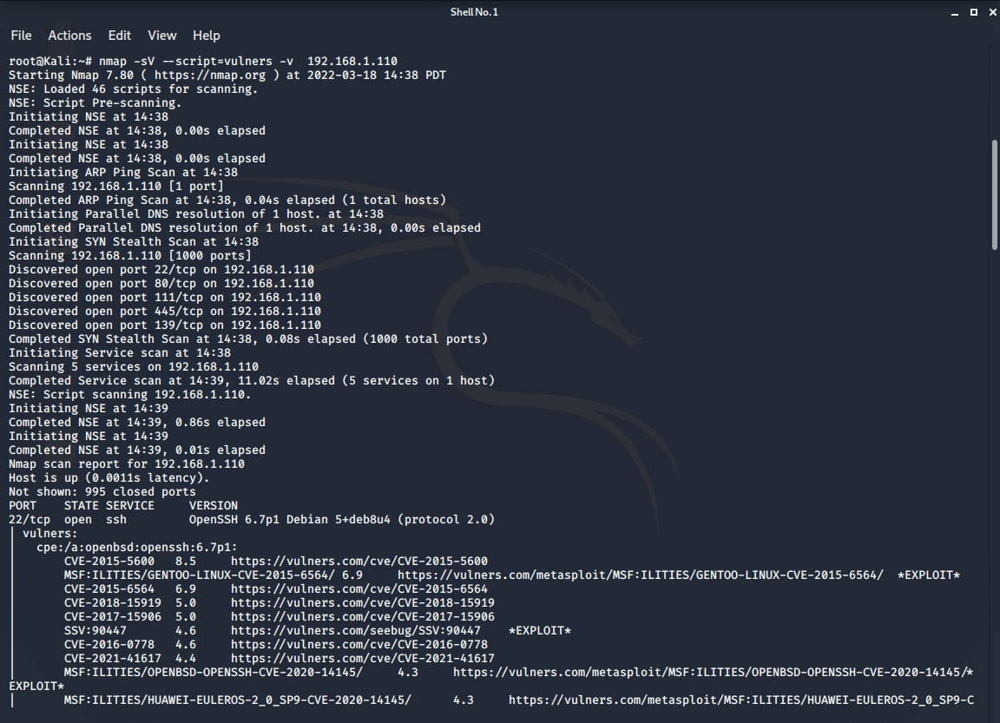 Shell No. 1
File Actions Edit View Help
root@Kali:~# nmap -sV --script=vulners -v  192.168.1.110
Starting Nmap 7.80 ( https://nmap.org ) at 2022-03-18 14:38 PDT
NSE: Loaded 46 scripts for scanning.
NSE: Script Pre-scanning.
Initiating NSE at 14:38
Completed NSE at 14:38, 0.00s elapsed
Initiating NSE at 14:38
Completed NSE at 14:38, 0.00s elapsed
Initiating ARP Ping Scan at 14:38
Scanning 192.168.1.110 [1 port]
Completed ARP Ping Scan at 14:38, 0.04s elapsed (1 total hosts)
Initiating Parallel DNS resolution of 1 host. at 14:38
Completed Parallel DNS resolution of 1 host. at 14:38, 0.00s elapsed
Initiating SYN Stealth Scan at 14:38
Scanning 192.168.1.110 [1000 ports]
Discovered open port 22/tcp on 192.168.1.110
Discovered open port 80/tcp on 192.168.1.110
Discovered open port 111/tcp on 192.168.1.110
Discovered open port 445/tcp on 192.168.1.110
Discovered open port 139/tcp on 192.168.1.110
Completed SYN Stealth Scan at 14:38, 0.08s elapsed (1000 total ports)
Initiating Service scan at 14:38
Scanning 5 services on 192.168.1.110
Completed Service scan at 14:39, 11.02s elapsed (5 services on 1 host)
NSE: Script scanning 192.168.1.110.
Initiating NSE at 14:39
Completed NSE at 14:39, 0.86s elapsed
Initiating NSE at 14:39
Completed NSE at 14:39, 0.01s elapsed
Nmap scan report for 192.168.1.110
Host is up (0.0011s latency).
Not shown: 995 closed ports
PORT    STATE SERVICE     VERSION
22/tcp  open  ssh         OpenSSH 6.7p1 Debian 5+deb8u4 (protocol 2.0)
| vulners:
|   cpe:/a:openbsd:openssh:6.7p1:
|       CVE-2015-5600   8.5     https://vulners.com/cve/CVE-2015-5600
|       MSF:ILITIES/GENTOO-LINUX-CVE-2015-6564/ 6.9     https://vulners.com/metasploit/MSF:ILITIES/GENTOO-LINUX-CVE-2015-6564/  *EXPLOIT*
|       CVE-2015-6564   6.9     https://vulners.com/cve/CVE-2015-6564
|       CVE-2018-15919  5.0     https://vulners.com/cve/CVE-2018-15919
|       CVE-2017-15906  5.0     https://vulners.com/cve/CVE-2017-15906
|       SSV:90447       4.6     https://vulners.com/seebug/SSV:90447    *EXPLOIT*
|       CVE-2016-0778   4.6     https://vulners.com/cve/CVE-2016-0778
|       CVE-2021-41617  4.4     https://vulners.com/cve/CVE-2021-41617
|       MSF:ILITIES/OPENBSD-OPENSSH-CVE-2020-14145/     4.3     https://vulners.com/metasploit/MSF:ILITIES/OPENBSD-OPENSSH-CVE-2020-14145/*
EXPLOIT*
|       MSF:ILITIES/HUAWEI-EULEROS-2_0_SP9-CVE-2020-14145/      4.3     https://vulners.com/metasploit/MSF:ILITIES/HUAWEI-EULEROS-2_0_SP9-C